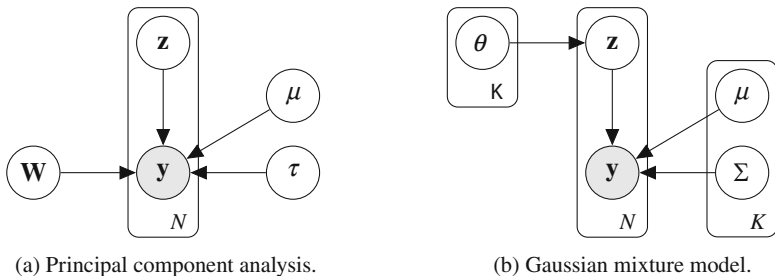 z
μ
W
y
τ
N
(a) Principal component analysis.
θ
K
z
μ
y
Σ
N
K
(b) Gaussian mixture model.